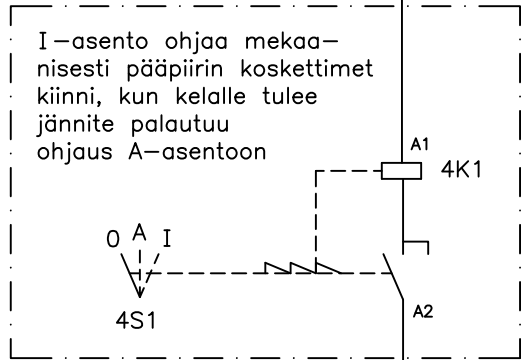 I-asento ohjaa mekaa-
nisesti pääpiirin koskettimet
kiinni, kun kelalle tulee
jännite palautuu
ohjaus A-asentoon
A1
4K1
0 A I
4S1
A2